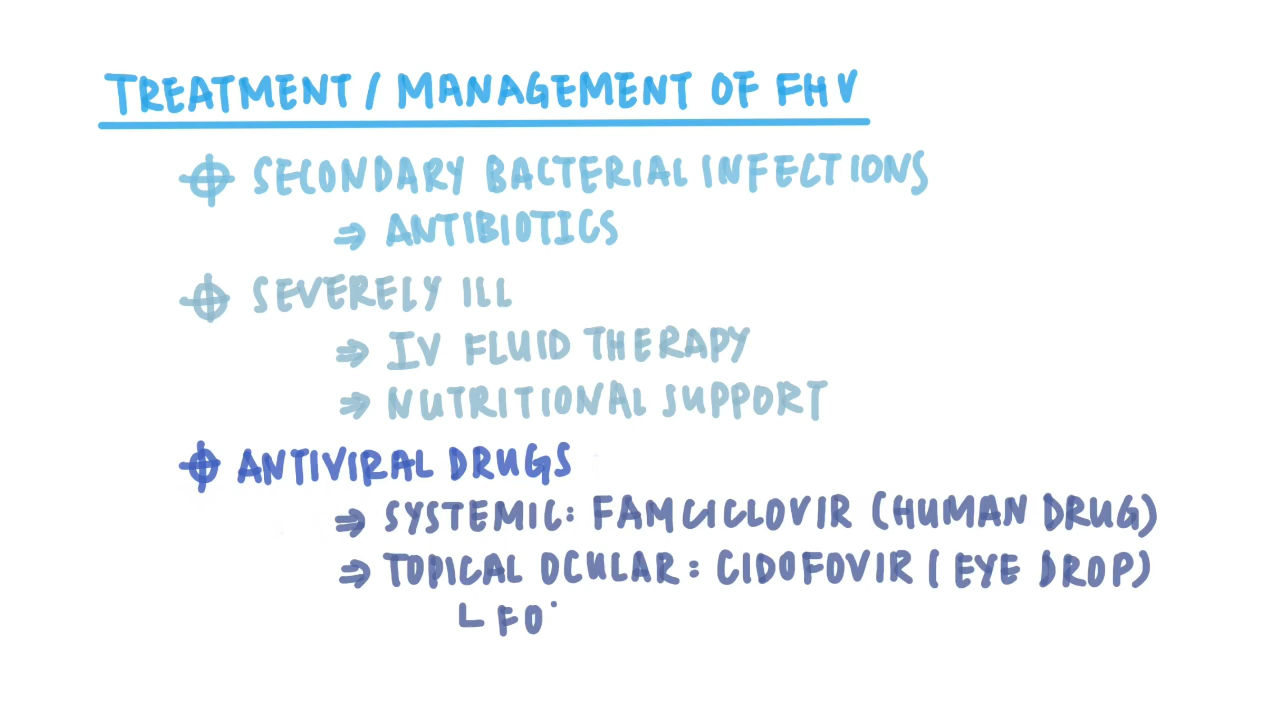 TREATMENT / MANAGEMENT OF FHV
SECONDARY BACTERIAL INFECTIONS
⇒ ANTIBIOTICS
SEVERELY ILL
⇒ IV FLUID THERAPY
⇒ NUTRITIONAL SUPPORT
ANTIVIRAL DRUGS
⇒ SYSTEMIC: FAMCICLOVIR (HUMAN DRUG)
⇒ TOPICAL OCULAR: CIDOFOVIR (EYE DROP)
FO